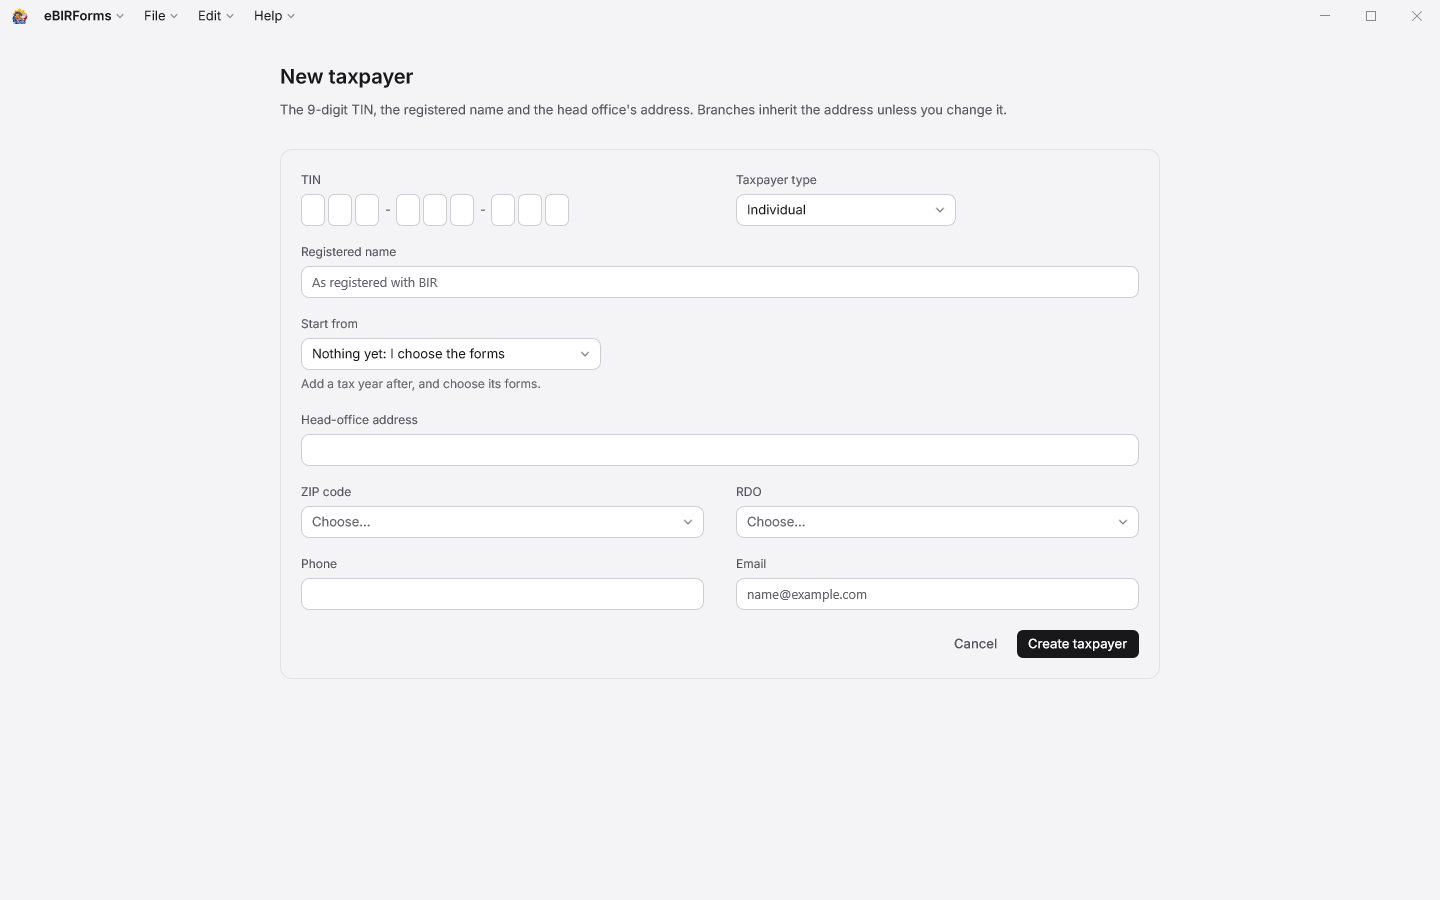 eBIRForms File Edit Help
New taxpayer
The 9-digit TIN, the registered name and the head office's address. Branches inherit the address unless you change it.
TIN
- -
Taxpayer type
Individual
Registered name
As registered with BIR
Start from
Nothing yet: I choose the forms
Add a tax year after, and choose its forms.
Head-office address
ZIP code
Choose...
RDO
Choose...
Phone
Email
name@example.com
Cancel Create taxpayer